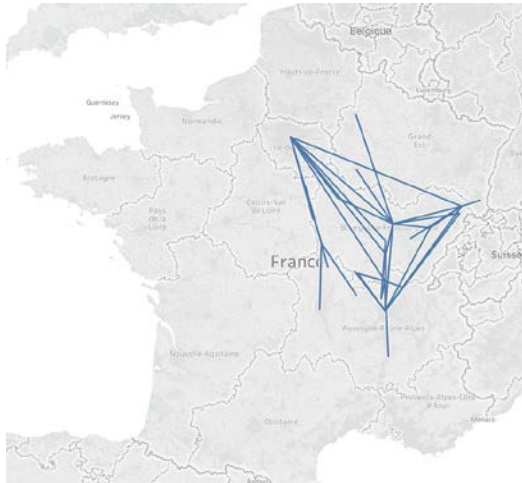 Belgique
Hauts-de-France
Luxembourg
Guernesey
Jersey
Normandie
Grand-
Est
Bretagne
Pays
de la
Loire
Centre-Val
de Loire
France
Suisse
Auvergne-Rhône-Alpes
Nouvelle-Aquitaine
Provence-Alpes-Côte
d'Azur
Occitanie
Monaco